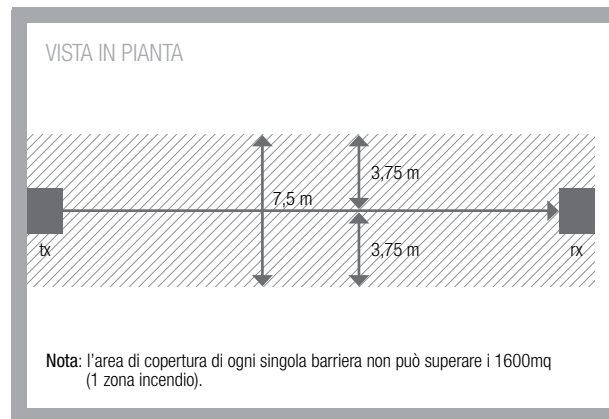 VISTA IN PIANTA
3,75 m
7,5 m
3,75 m
tx
rx
Nota: l'area di copertura di ogni singola barriera non può superare i 1600mq
(1 zona incendio).